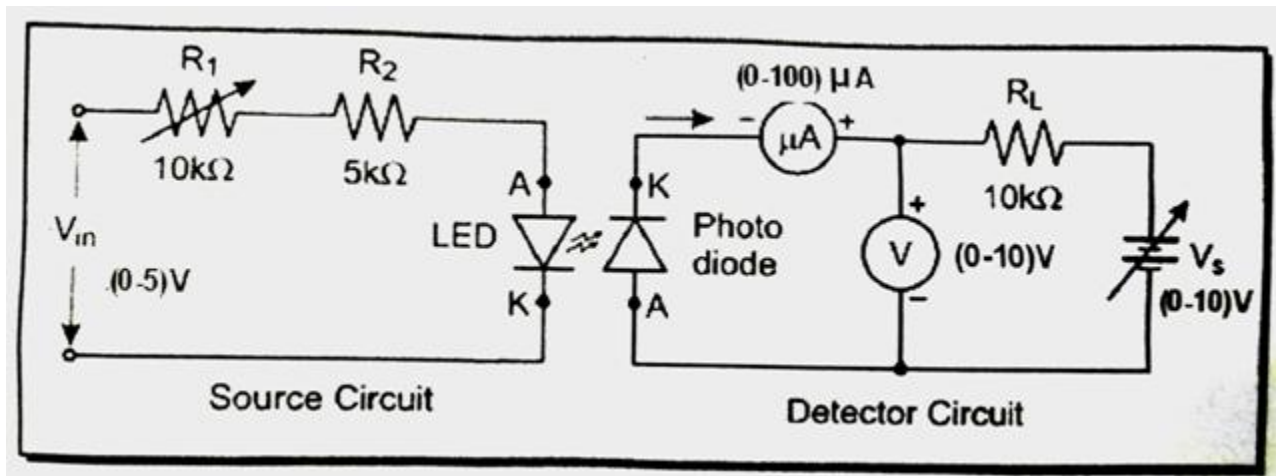 R1
10kΩ
R2
5kΩ
Vin
(0-5)V
A
LED
K
Source Circuit
(0-100) μA
- +
μA
K
Photo
diode
A
+
V
(0-10)V
-
RL
10kΩ
Vs
(0-10)V
Detector Circuit